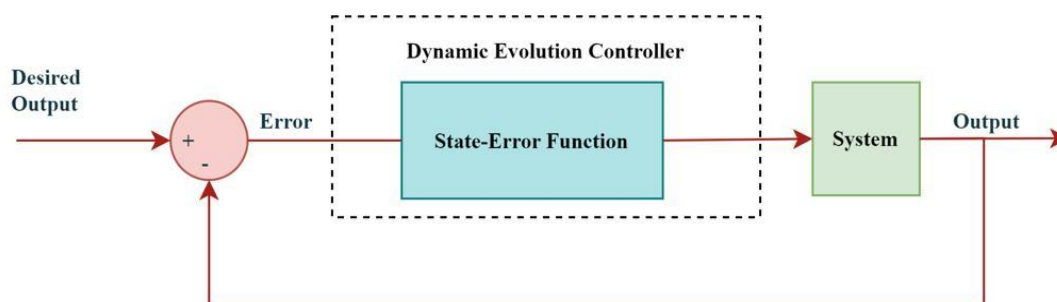 Dynamic Evolution Controller
Desired
Output
+
-
Error
State-Error Function
System
Output